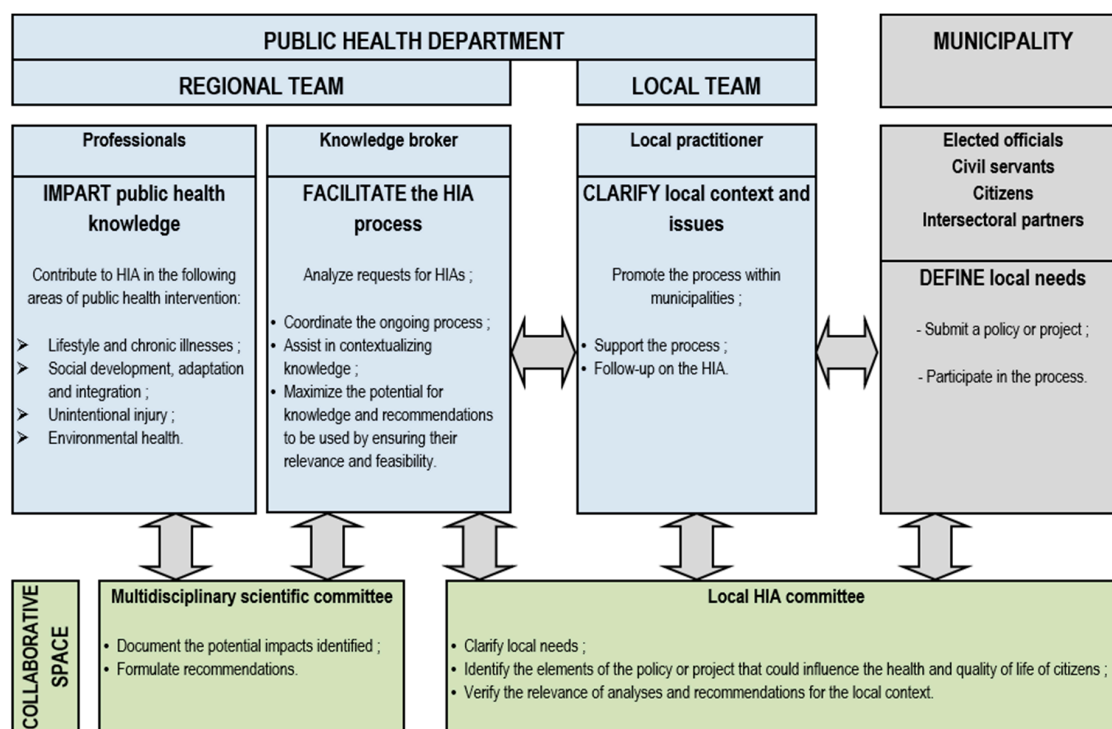 PUBLIC HEALTH DEPARTMENT
MUNICIPALITY
REGIONAL TEAM
LOCAL TEAM
Professionals
IMPART public health
knowledge
Contribute to HIA in the following
areas of public health intervention:
➢ Lifestyle and chronic illnesses ;
➢ Social development, adaptation
and integration ;
➢ Unintentional injury ;
➢ Environmental health.
Knowledge broker
FACILITATE the HIA
process
Analyze requests for HIAs ;
• Coordinate the ongoing process ;
• Assist in contextualizing
knowledge ;
• Maximize the potential for
knowledge and recommendations
to be used by ensuring their
relevance and feasibility.
Local practitioner
CLARIFY local context and
issues
Promote the process within
municipalities ;
• Support the process ;
• Follow-up on the HIA.
Elected officials
Civil servants
Citizens
Intersectoral partners
DEFINE local needs
- Submit a policy or project ;
- Participate in the process.
COLLABORATIVE
SPACE
Multidisciplinary scientific committee
• Document the potential impacts identified ;
• Formulate recommendations.
Local HIA committee
• Clarify local needs ;
• Identify the elements of the policy or project that could influence the health and quality of life of citizens ;
• Verify the relevance of analyses and recommendations for the local context.